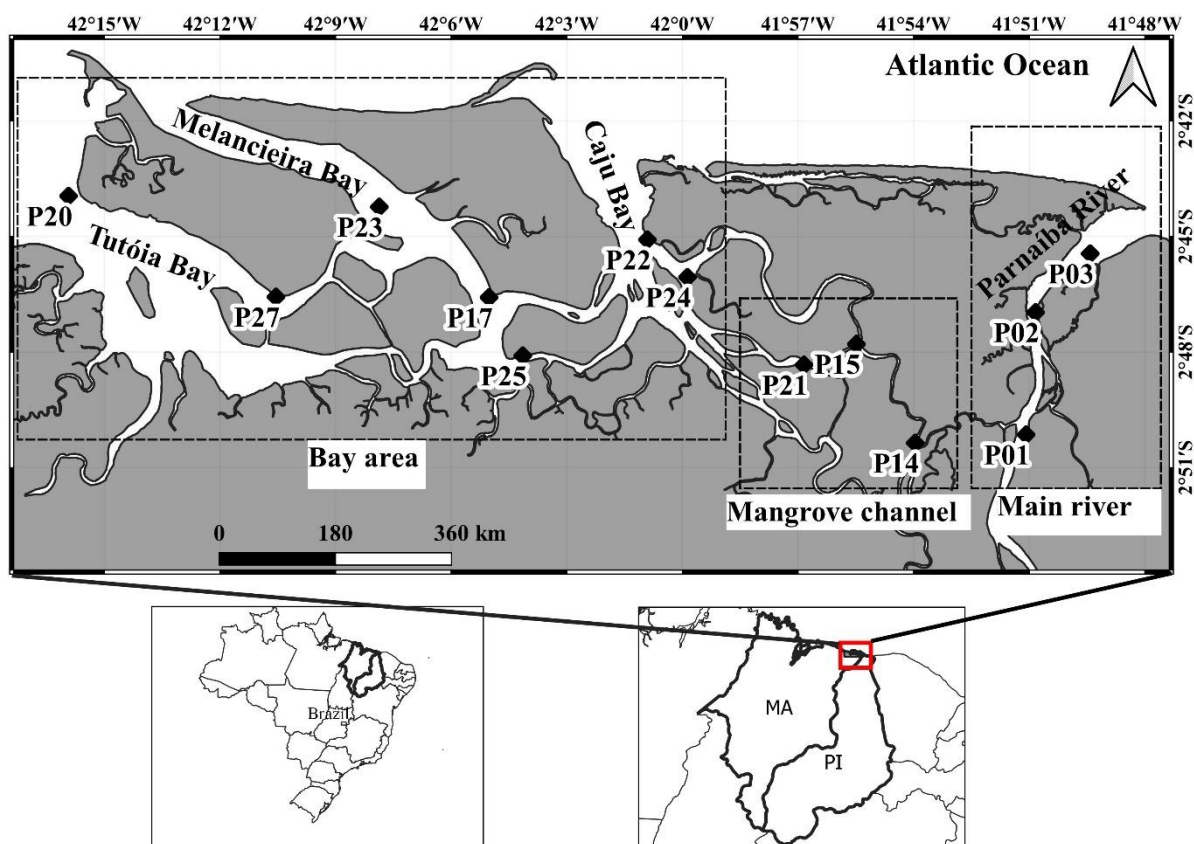 42°15'W 42°12'W 42°9'W 42°6'W 42°3'W 42°0'W 41°57'W 41°54'W 41°51'W 41°48'W
Atlantic Ocean
2°42'S
2°45'S
2°48'S
2°51'S
Melancieira Bay
Caju Bay
Parnaíba River
Tutóia Bay
P20
P23
P22
P03
P24
P27
P17
P02
P25
P21
P15
P14
P01
Bay area
Mangrove channel
Main river
0 180 360 km
Brazil
MA
PI